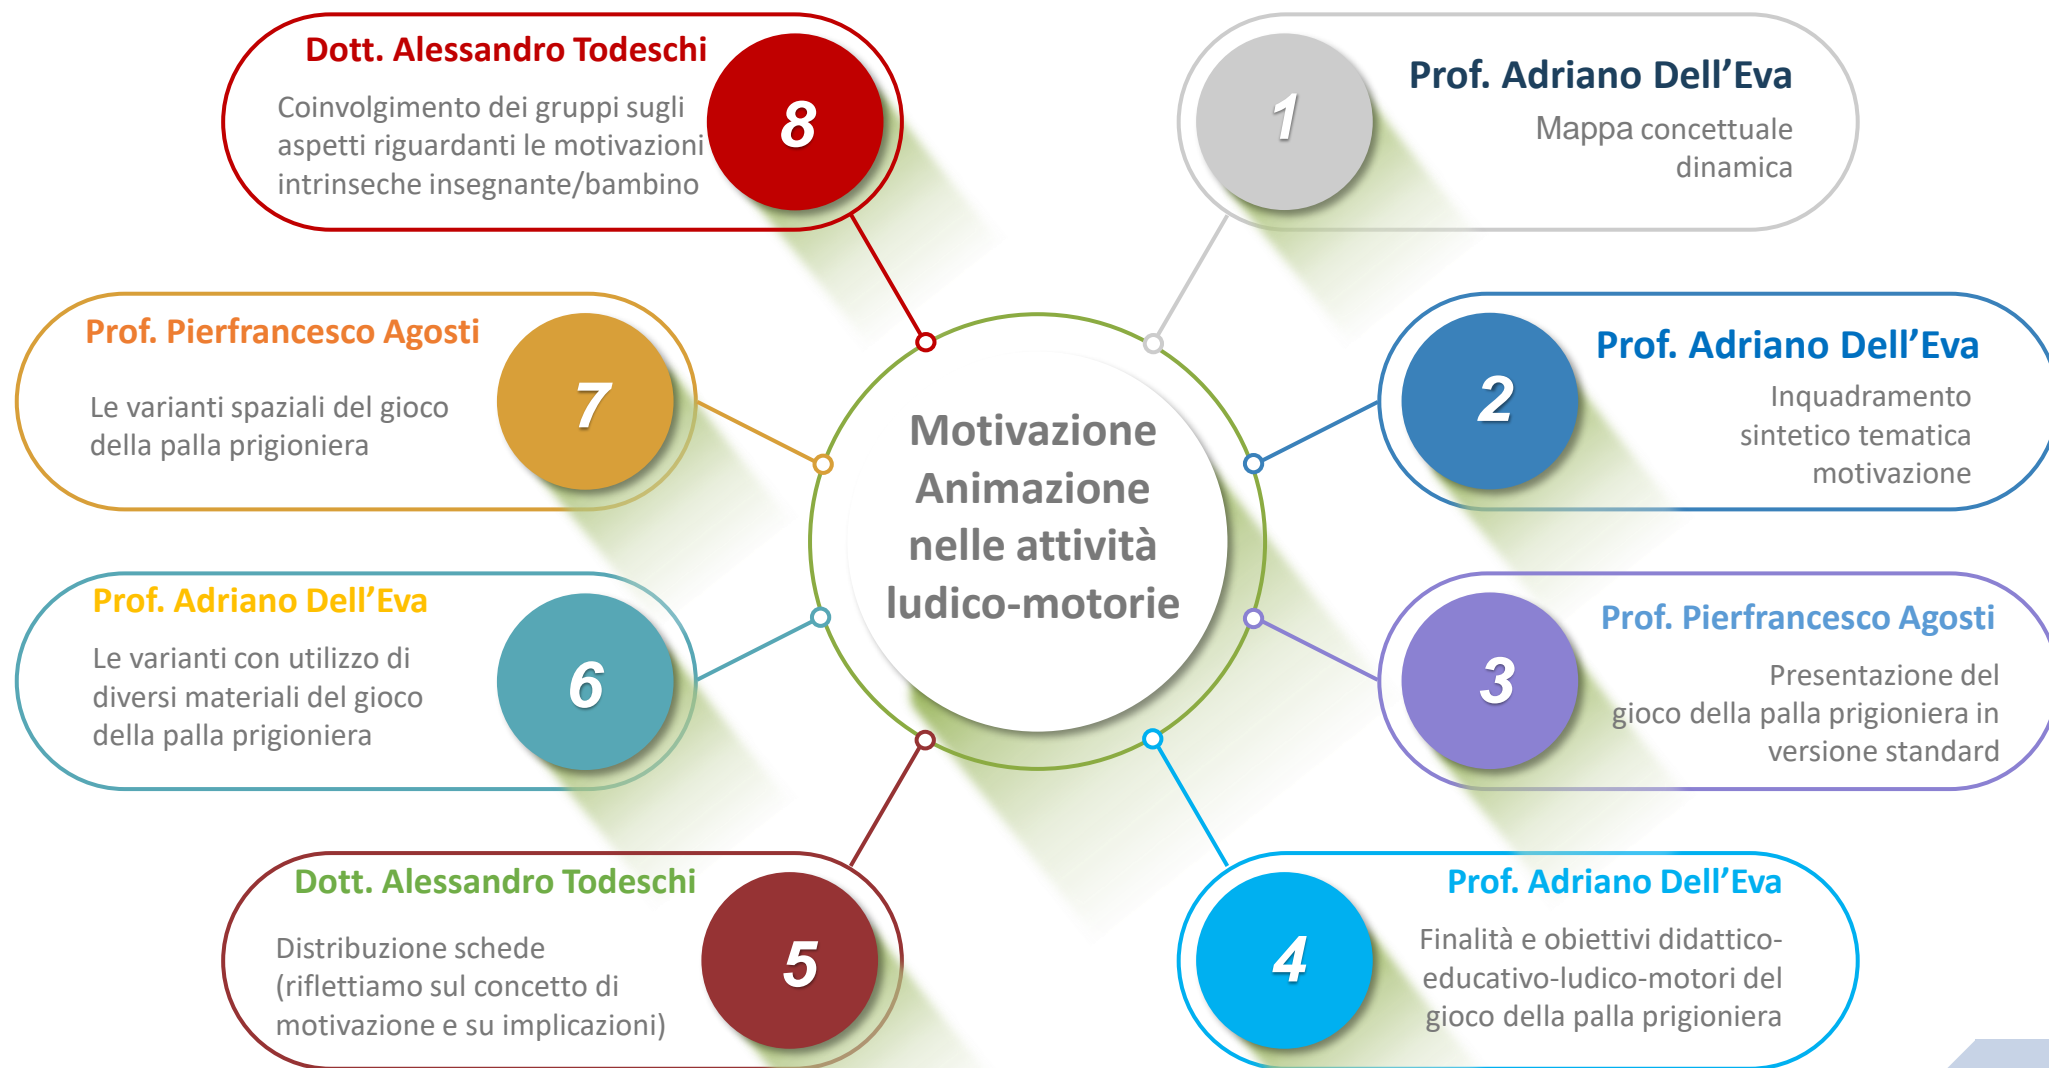 Motivazione
Animazione
nelle attività
ludico-motorie
1
Prof. Adriano Dell’Eva
Mappa concettuale
dinamica
2
Prof. Adriano Dell’Eva
Inquadramento
sintetico tematica
motivazione
3
Prof. Pierfrancesco Agosti
Presentazione del
gioco della palla prigioniera in
versione standard
4
Prof. Adriano Dell’Eva
Finalità e obiettivi didattico-
educativo-ludico-motori del
gioco della palla prigioniera
5
Dott. Alessandro Todeschi
Distribuzione schede
(riflettiamo sul concetto di
motivazione e su implicazioni)
6
Prof. Adriano Dell’Eva
Le varianti con utilizzo di
diversi materiali del gioco
della palla prigioniera
7
Prof. Pierfrancesco Agosti
Le varianti spaziali del gioco
della palla prigioniera
8
Dott. Alessandro Todeschi
Coinvolgimento dei gruppi sugli
aspetti riguardanti le motivazioni
intrinseche insegnante/bambino